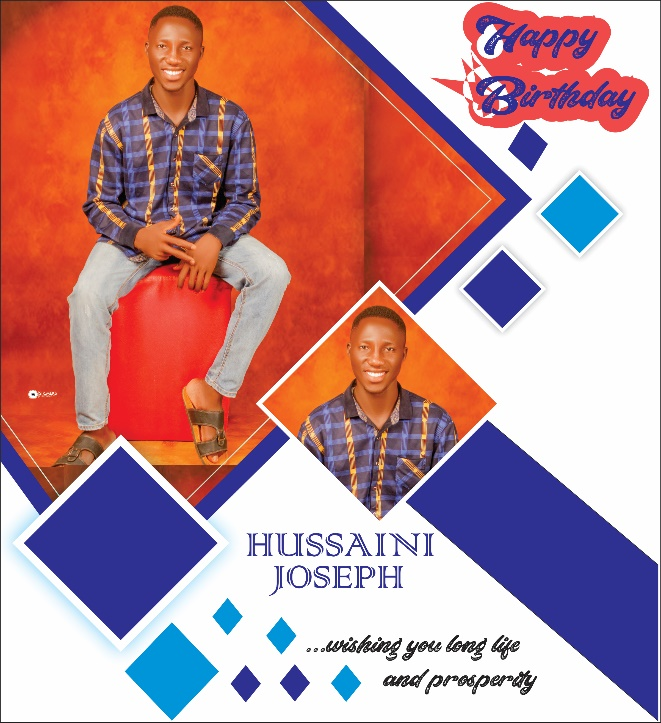 Happy
Birthday
HUSSAINI
JOSEPH
...wishing you long life
and prosperity